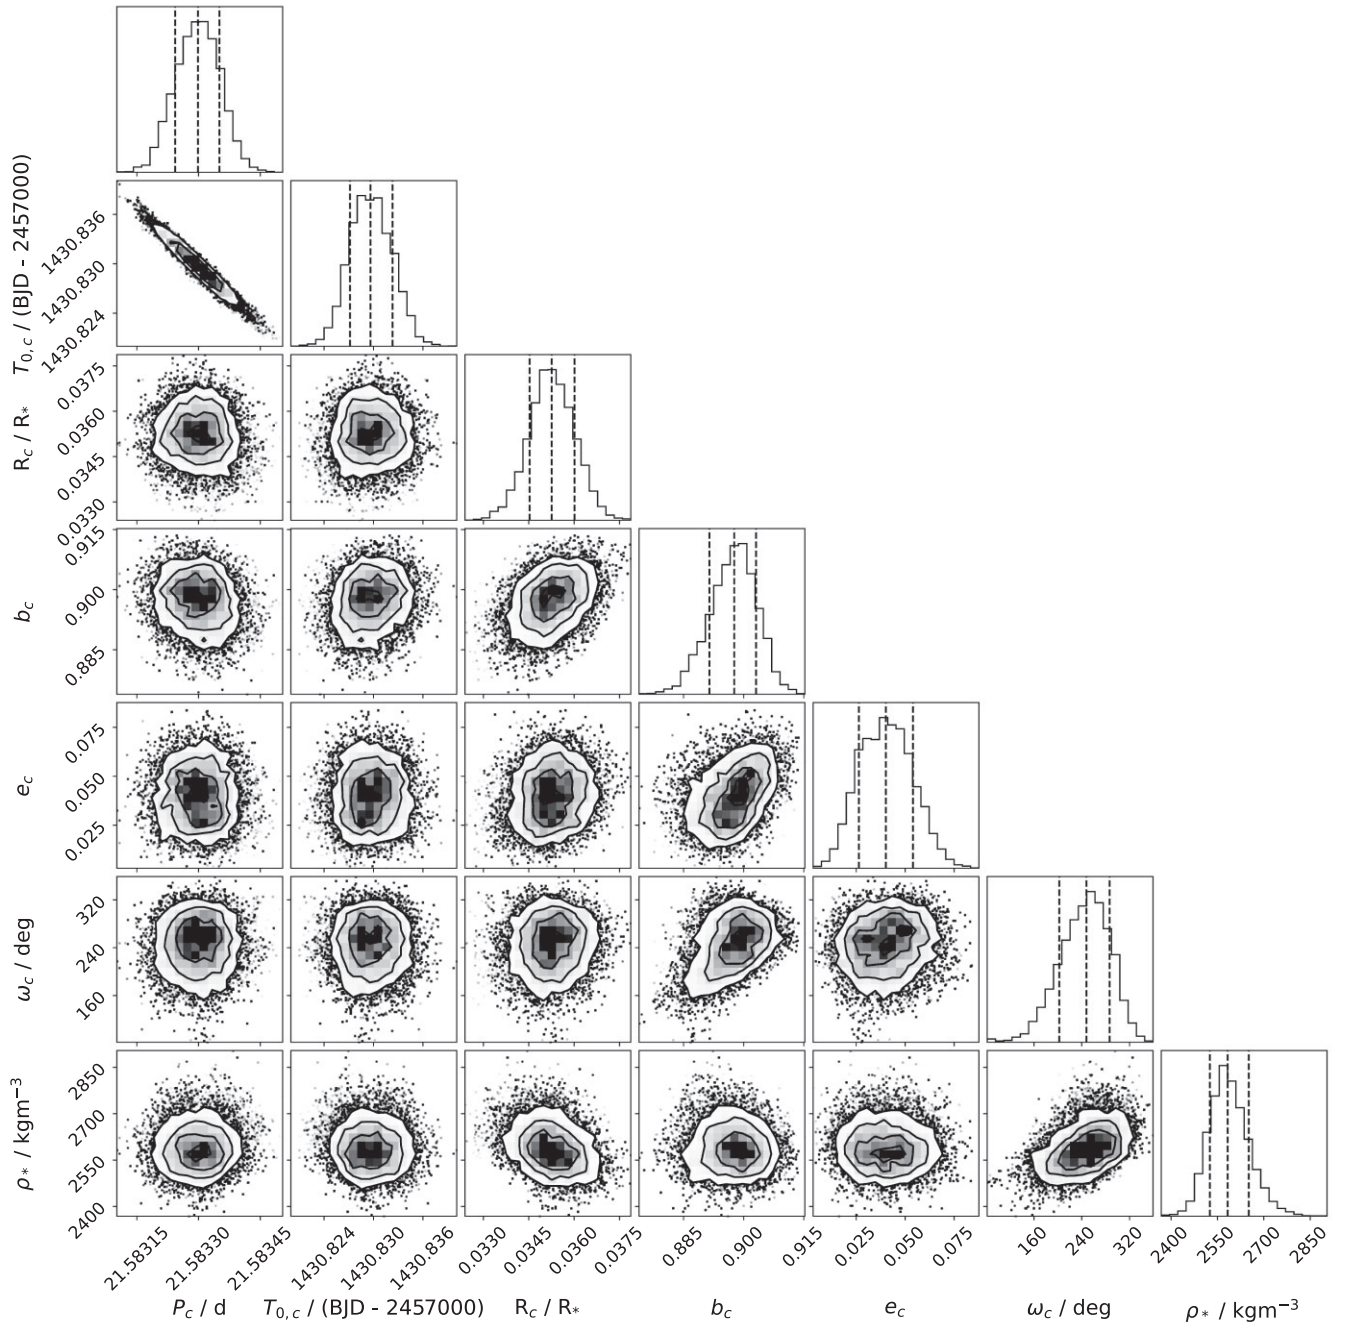 T₀,c / (BJD - 2457000)
1430.836
1430.830
1430.824
R_c / R_*
0.0375
0.0360
0.0345
0.0330
b_c
0.915
0.900
0.885
e_c
0.075
0.050
0.025
ω_c / deg
320
240
160
ρ_* / kgm⁻³
2850
2700
2550
2400
21.58315 21.58330 21.58345 1430.824 1430.830 1430.836 0.0330 0.0345 0.0360 0.0375 0.885 0.900 0.915 0.025 0.050 0.075 160 240 320 2400 2550 2700 2850
P_c / d T₀,c / (BJD - 2457000) R_c / R_* b_c e_c ω_c / deg ρ_* / kgm⁻³